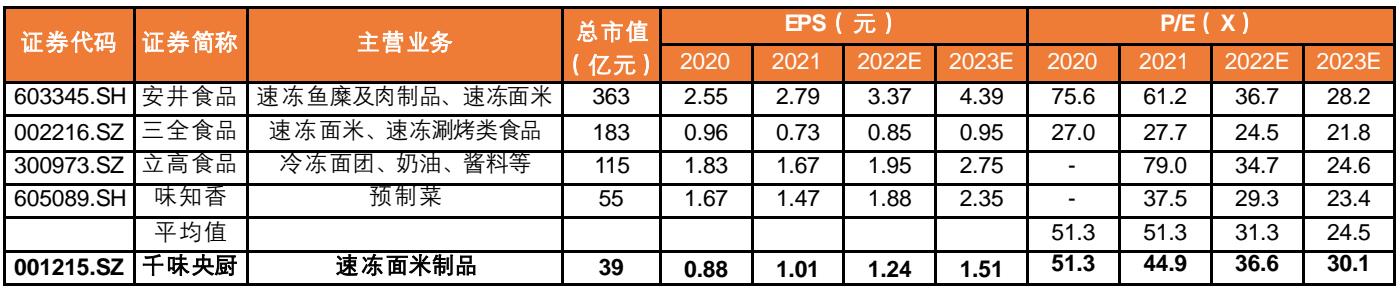 证券代码 证券简称 主营业务 总市值（亿元） EPS（元） P/E（X）
2020 2021 2022E 2023E 2020 2021 2022E 2023E
603345.SH 安井食品 速冻鱼糜及肉制品、速冻面米 363 2.55 2.79 3.37 4.39 75.6 61.2 36.7 28.2
002216.SZ 三全食品 速冻面米、速冻涮烤类食品 183 0.96 0.73 0.85 0.95 27.0 27.7 24.5 21.8
300973.SZ 立高食品 冷冻面团、奶油、酱料等 115 1.83 1.67 1.95 2.75 - 79.0 34.7 24.6
605089.SH 味知香 预制菜 55 1.67 1.47 1.88 2.35 - 37.5 29.3 23.4
平均值 51.3 51.3 31.3 24.5
001215.SZ 千味央厨 速冻面米制品 39 0.88 1.01 1.24 1.51 51.3 44.9 36.6 30.1